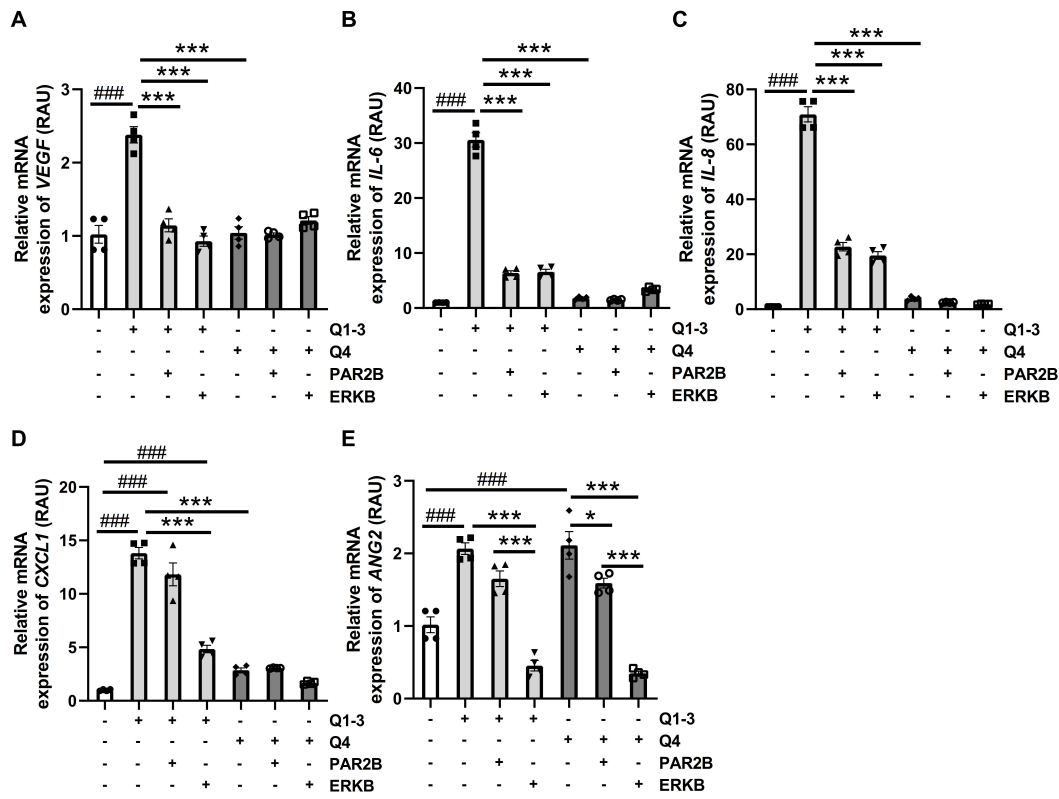 A
***
***
### ***
Relative mRNA
expression of VEGF (RAU)
3
2
1
0
- + + + - - - Q1-3
- - - - + + + Q4
- - + - - + - PAR2B
- - - + - - + ERKB
B
***
***
### ***
Relative mRNA
expression of IL-6 (RAU)
40
30
20
10
0
- + + + - - - Q1-3
- - - - + + + Q4
- - + - - + - PAR2B
- - - + - - + ERKB
C
***
***
### ***
Relative mRNA
expression of IL-8 (RAU)
80
60
40
20
0
- + + + - - - Q1-3
- - - - + + + Q4
- - + - - + - PAR2B
- - - + - - + ERKB
D
###
###
***
### ***
Relative mRNA
expression of CXCL1 (RAU)
20
15
10
5
0
- + + + - - - Q1-3
- - - - + + + Q4
- - + - - + - PAR2B
- - - + - - + ERKB
E
### ***
### *** *
*** ***
Relative mRNA
expression of ANG2 (RAU)
3
2
1
0
- + + + - - - Q1-3
- - - - + + + Q4
- - + - - + - PAR2B
- - - + - - + ERKB